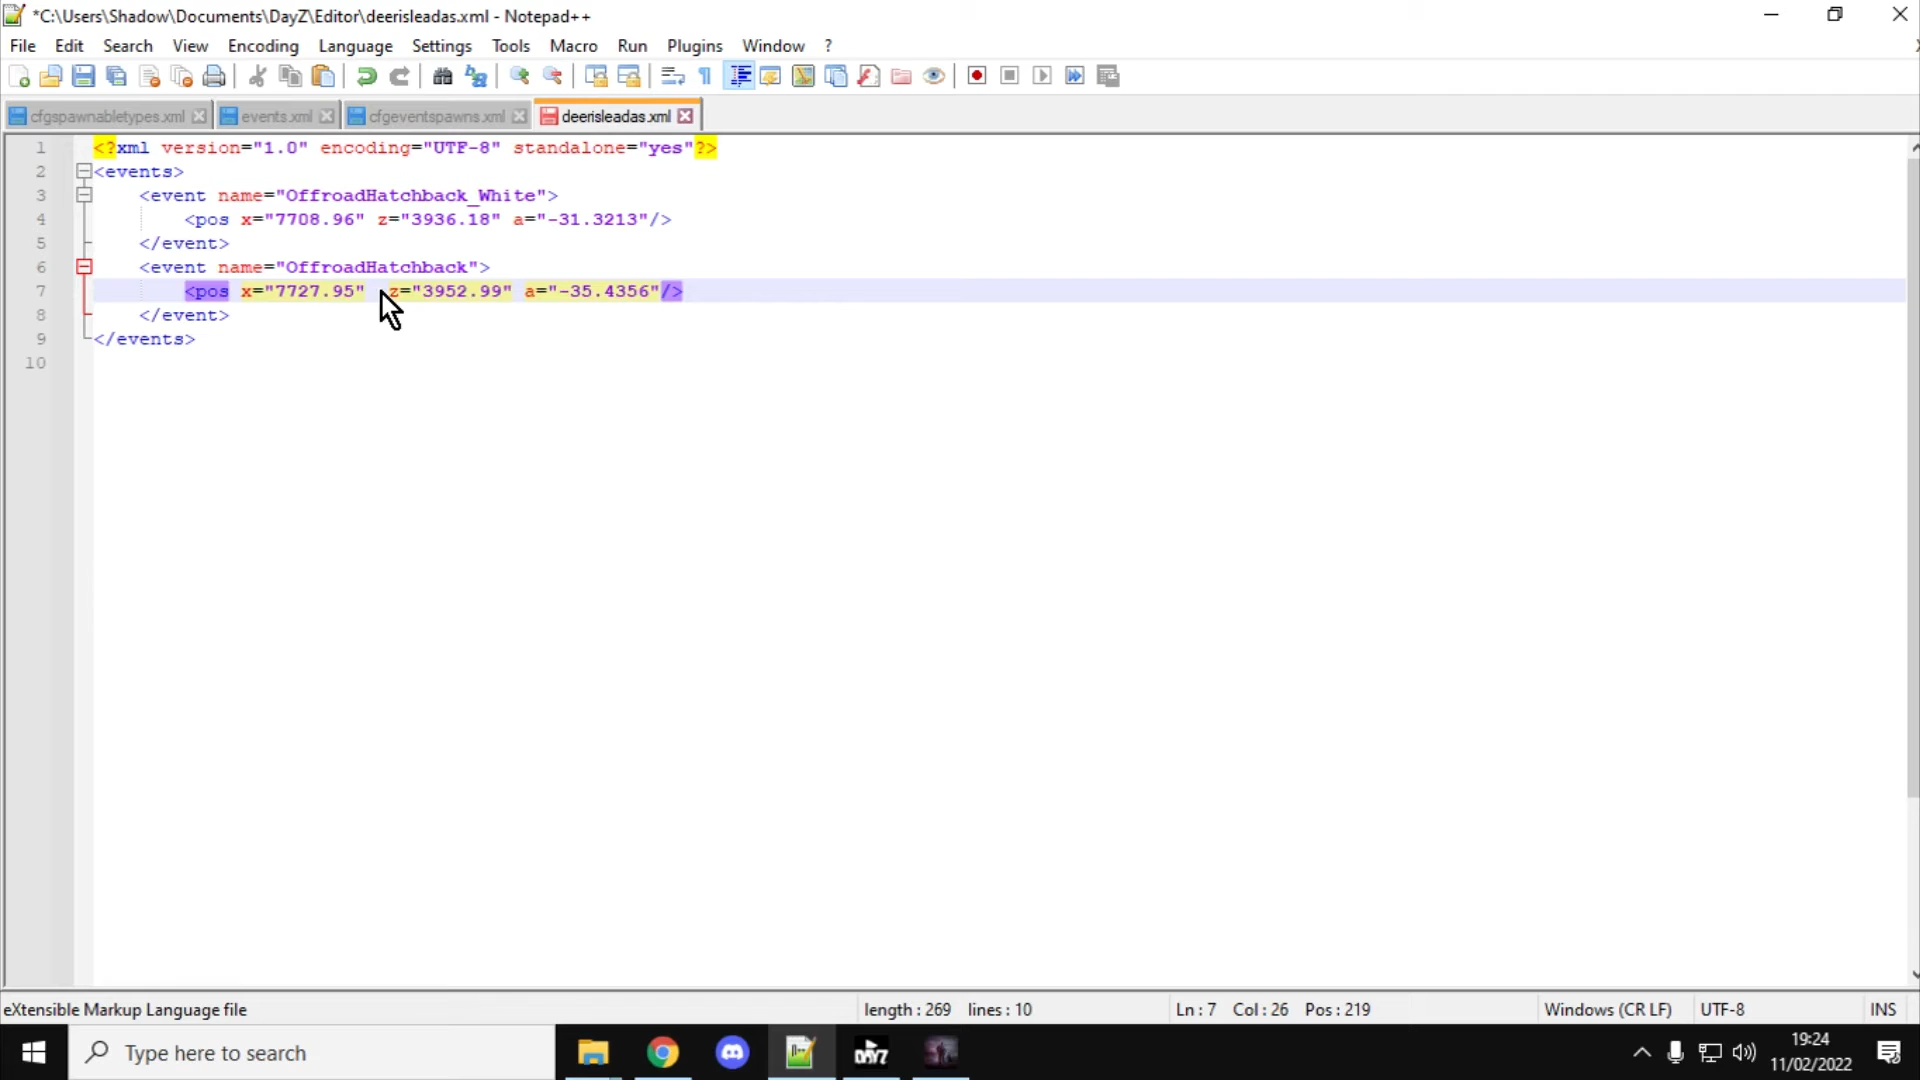 *C:\Users\Shadow\Documents\DayZ\Editor\deerisleadas.xml - Notepad++
File Edit Search View Encoding Language Settings Tools Macro Run Plugins Window ?
cfgspawnabletypes.xml events.xml cfgeventspawns.xml deerisleadas.xml
1 <?xml version="1.0" encoding="UTF-8" standalone="yes"?>
2 <events>
3 <event name="OffroadHatchback_White">
4 <pos x="7708.96" z="3936.18" a="-31.3213"/>
5 </event>
6 <event name="OffroadHatchback">
7 <pos x="7727.95" z="3952.99" a="-35.4356"/>
8 </event>
9 </events>
10
eXtensible Markup Language file length : 269 lines : 10 Ln : 7 Col : 26 Pos : 219 Windows (CR LF) UTF-8 INS
Type here to search
DAYZ
19:24
11/02/2022